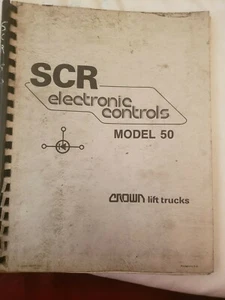 SCR
electronic
controls
MODEL 50
CROWN lift trucks